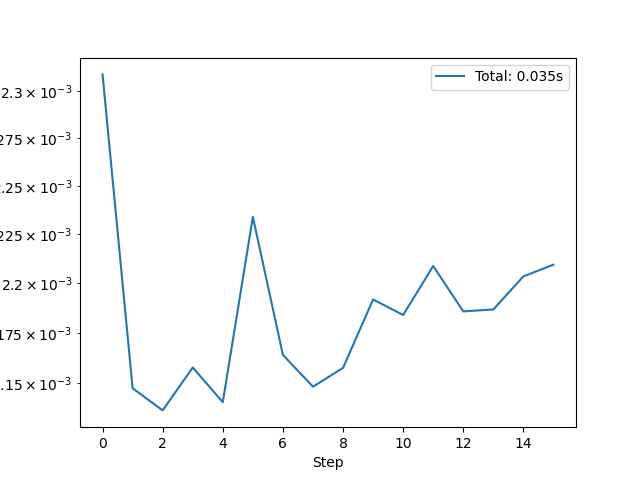 Total: 0.035s
2.3 × 10⁻³
275 × 10⁻³
2.25 × 10⁻³
225 × 10⁻³
2.2 × 10⁻³
175 × 10⁻³
.15 × 10⁻³
0 2 4 6 8 10 12 14
Step